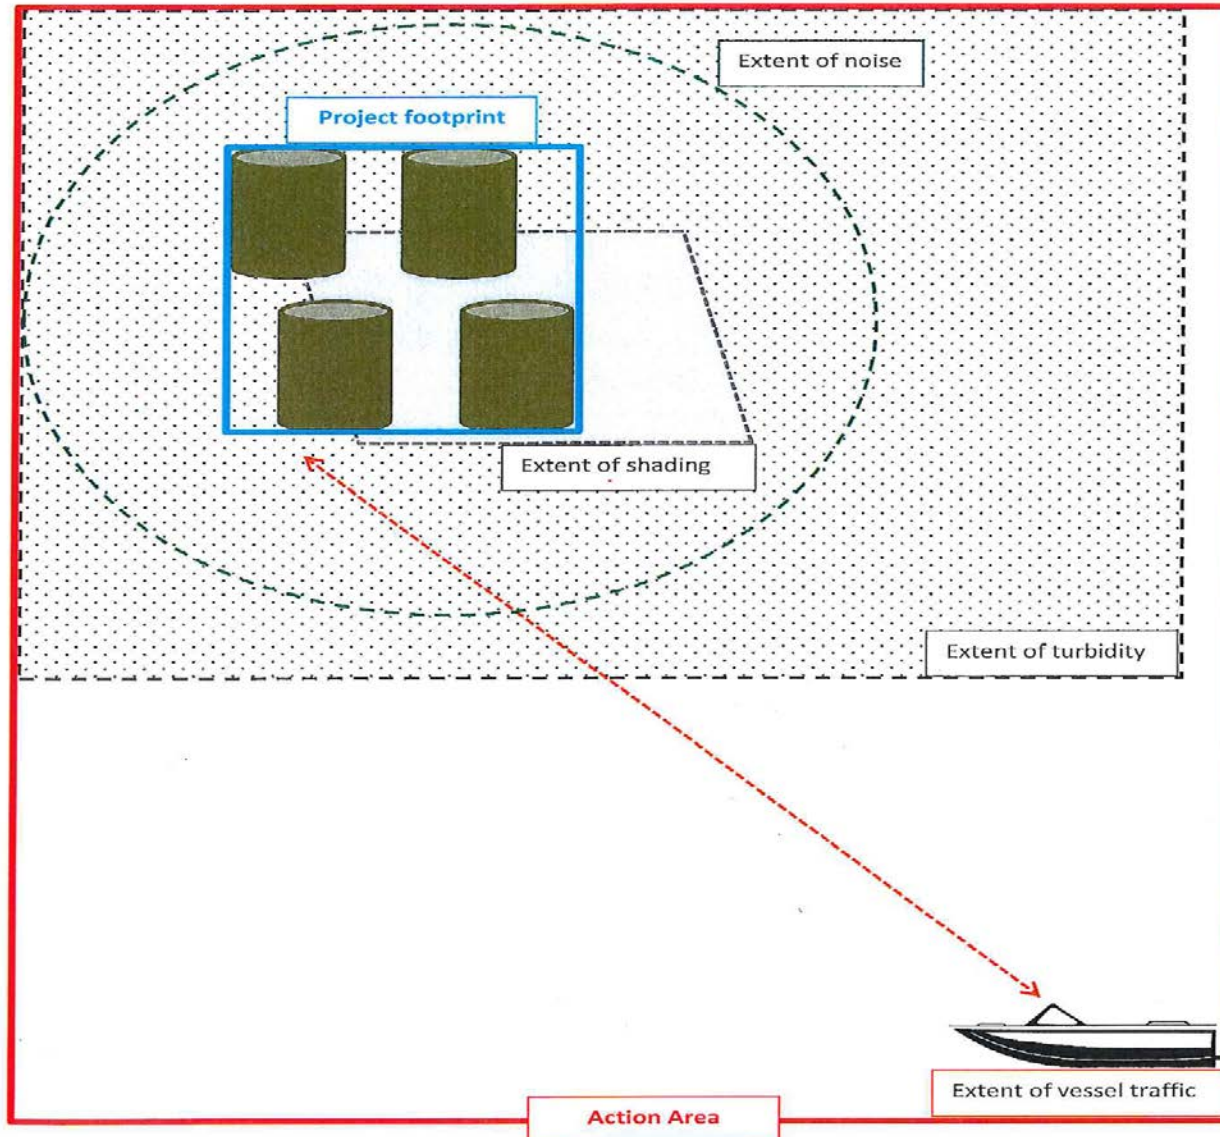 Extent of noise
Project footprint
Extent of shading
Extent of turbidity
Extent of vessel traffic
Action Area